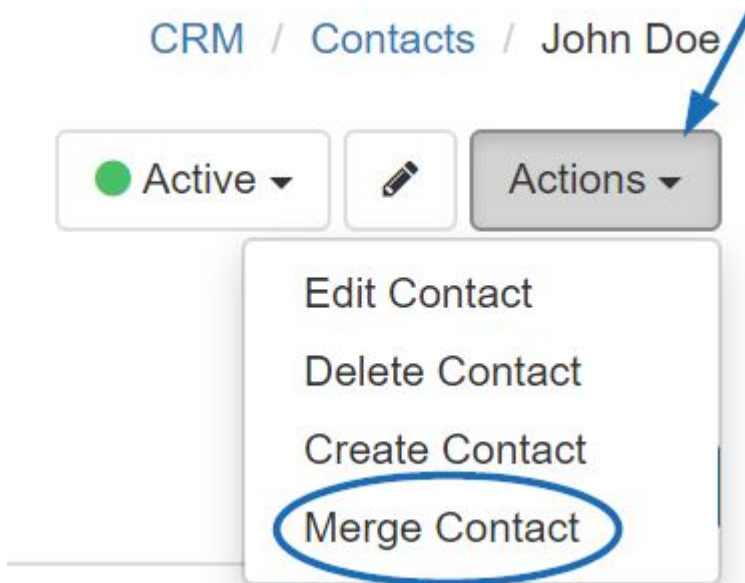 CRM / Contacts / John Doe
Active Actions
Edit Contact
Delete Contact
Create Contact
Merge Contact